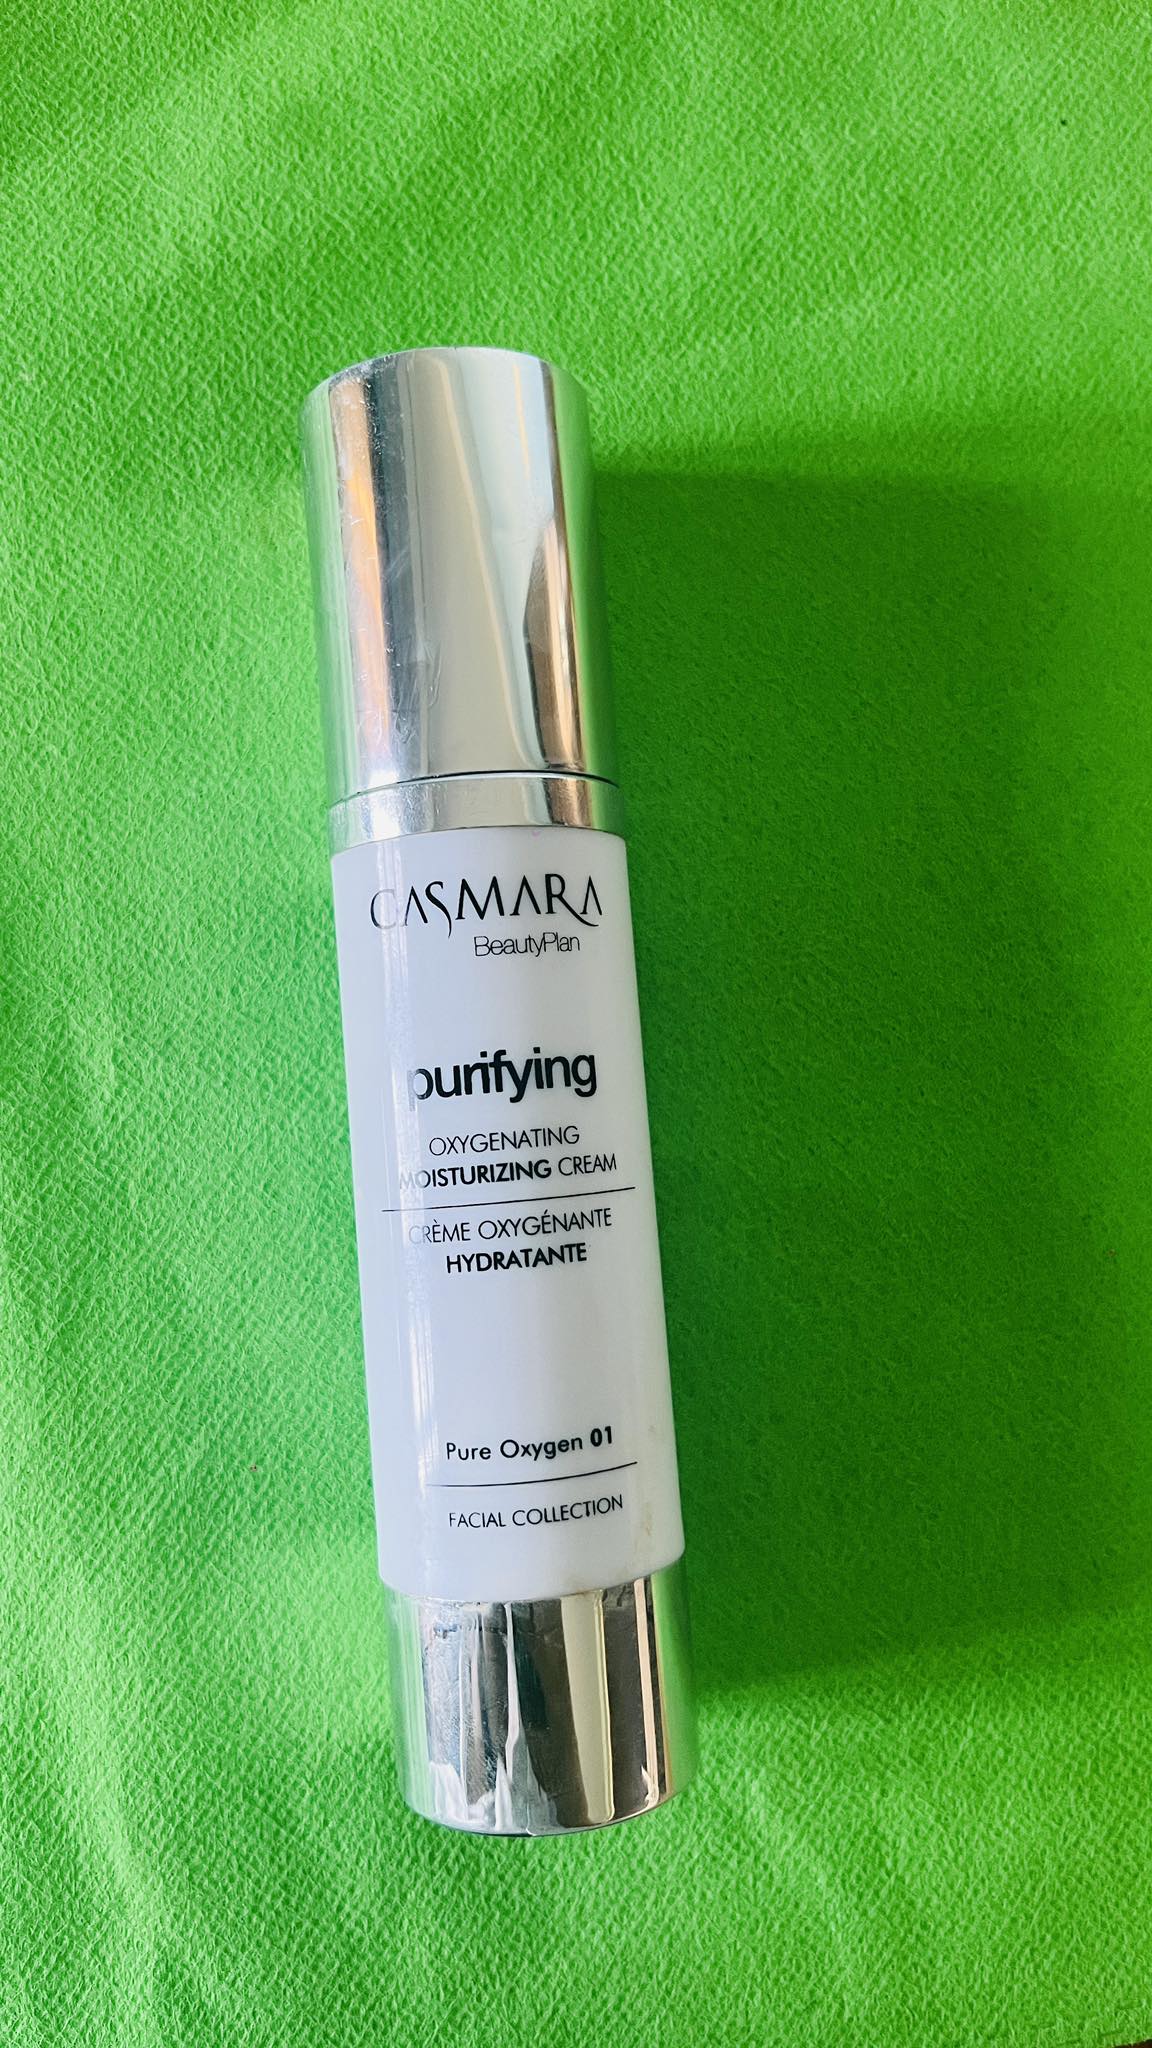 CASMARA
BeautyPlan
purifying
OXYGENATING
MOISTURIZING CREAM
CRÈME OXYGÉNANTE
HYDRATANTE
Pure Oxygen 01
FACIAL COLLECTION